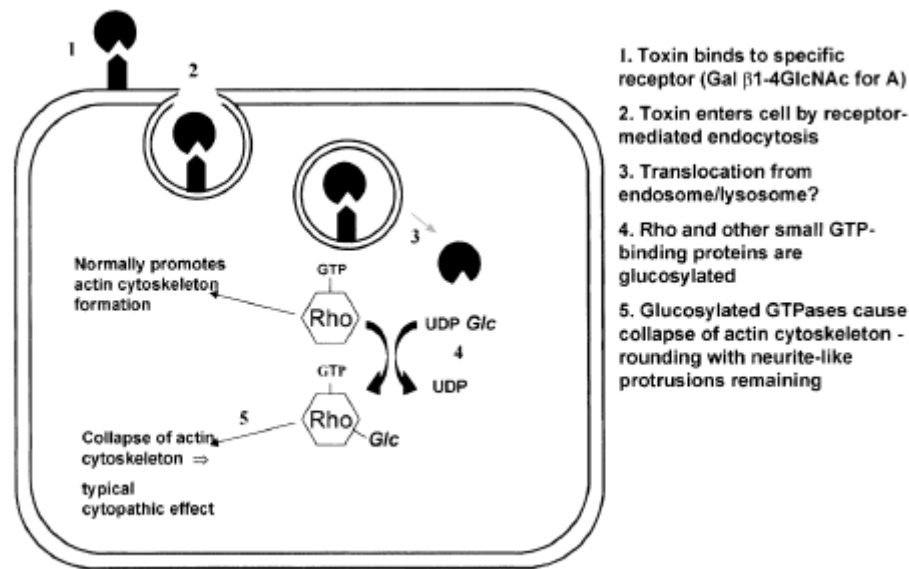 1
2
3
Normally promotes
actin cytoskeleton
formation
GTP
Rho
UDP Glc
4
UDP
GTP
Rho
Glc
5
Collapse of actin
cytoskeleton ⇒
typical
cytopathic effect
1. Toxin binds to specific
receptor (Gal β1-4GlcNAc for A)
2. Toxin enters cell by receptor-
mediated endocytosis
3. Translocation from
endosome/lysosome?
4. Rho and other small GTP-
binding proteins are
glucosylated
5. Glucosylated GTPases cause
collapse of actin cytoskeleton -
rounding with neurite-like
protrusions remaining